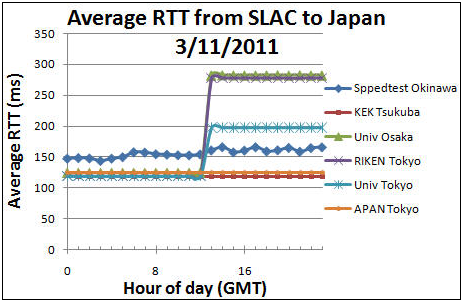 Average RTT from SLAC to Japan
3/11/2011
Average RTT (ms)
350
300
250
200
150
100
50
0
0
8
16
Hour of day (GMT)
Sppedtest Okinawa
KEK Tsukuba
Univ Osaka
RIKEN Tokyo
Univ Tokyo
APAN Tokyo